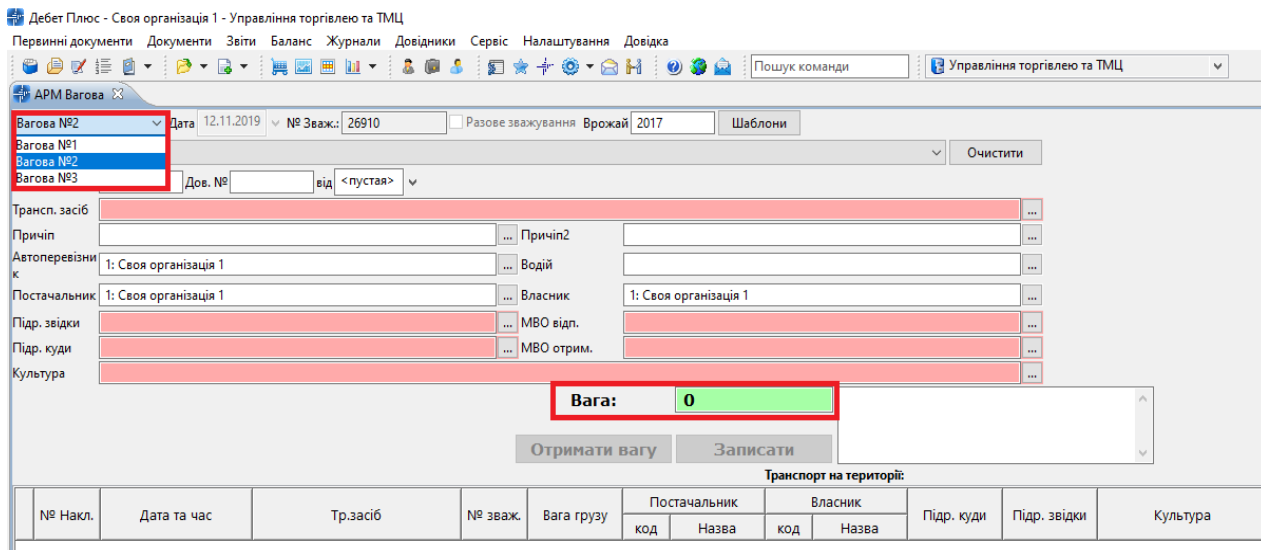 Дебет Плюс - Своя організація 1 - Управління торгівлею та ТМЦ
Первинні документи Документи Звіти Баланс Журнали Довідники Сервіс Налаштування Довідка
Пошук команди Управління торгівлею та ТМЦ
АРМ Вагова
Вагова №2 Дата 12.11.2019 № Зваж.: 26910 Разове зважування Врожай 2017 Шаблони
Вагова №1
Вагова №2 Очистити
Вагова №3
Дов. № від <пустая>
Трансп. засіб ...
Причіп ... Причіп2 ...
Автоперевізни
к 1: Своя організація 1 ... Водій ...
Постачальник 1: Своя організація 1 ... Власник 1: Своя організація 1 ...
Підр. звідки ... МВО відп. ...
Підр. куди ... МВО отрим. ...
Культура ...
Вага: 0
Отримати вагу Записати
Транспорт на території:
№ Накл. Дата та час Тр.засіб № зваж. Вага грузу Постачальник Власник Підр. куди Підр. звідки Культура
код Назва код Назва